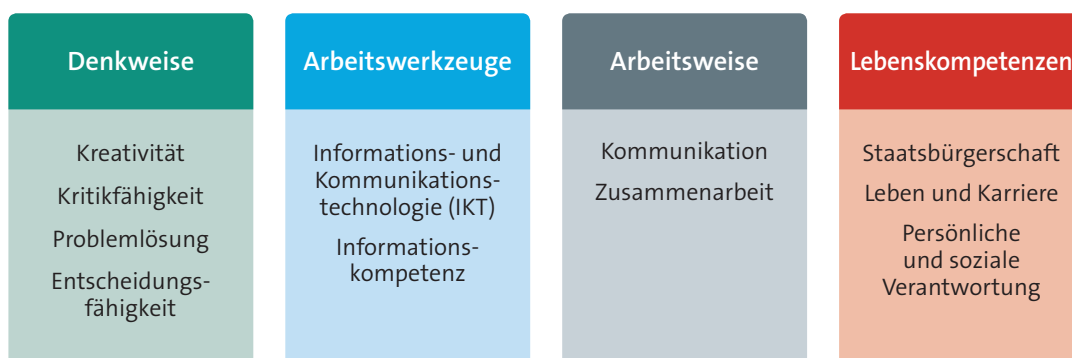 Denkweise
Kreativität
Kritikfähigkeit
Problemlösung
Entscheidungs-
fähigkeit
Arbeitswerkzeuge
Informations- und
Kommunikations-
technologie (IKT)
Informations-
kompetenz
Arbeitsweise
Kommunikation
Zusammenarbeit
Lebenskompetenzen
Staatsbürgerschaft
Leben und Karriere
Persönliche
und soziale
Verantwortung